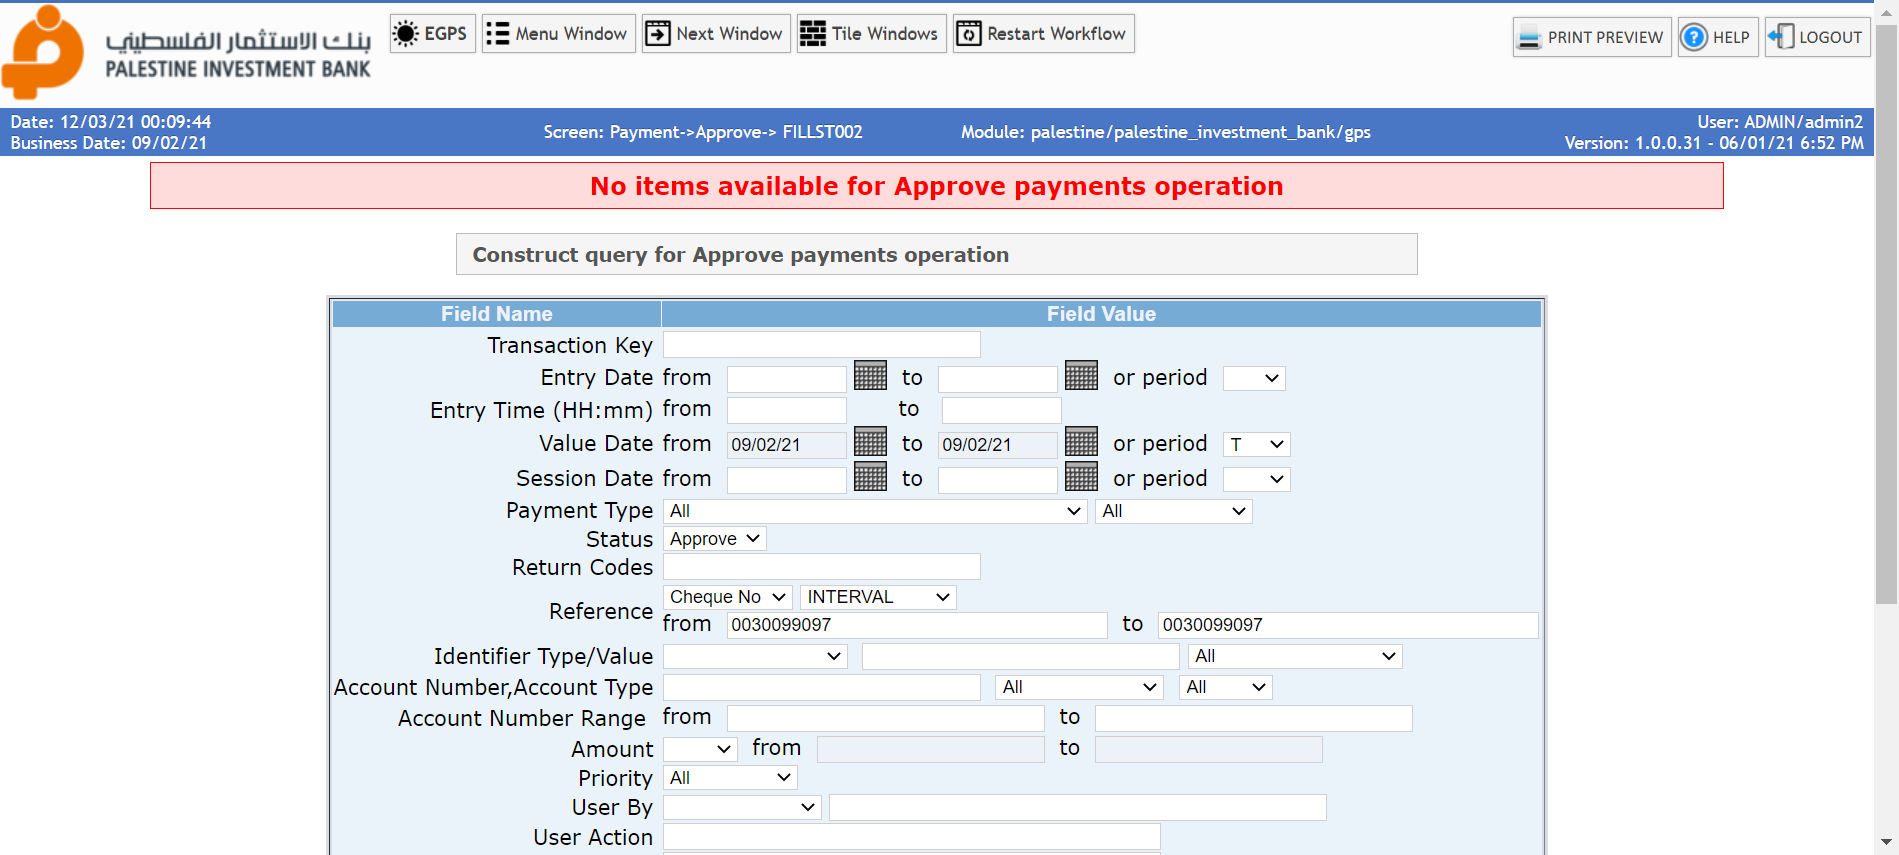 بنك الاستثمار الفلسطيني
PALESTINE INVESTMENT BANK
EGPS
Menu Window
Next Window
Tile Windows
Restart Workflow
PRINT PREVIEW
HELP
LOGOUT
Date: 12/03/21 00:09:44
Business Date: 09/02/21
Screen: Payment->Approve-> FILLST002
Module: palestine/palestine_investment_bank/gps
User: ADMIN/admin2
Version: 1.0.0.31 - 06/01/21 6:52 PM
No items available for Approve payments operation
Construct query for Approve payments operation
Field Name Field Value
Transaction Key
Entry Date from to or period
Entry Time (HH:mm) from to
Value Date from 09/02/21 to 09/02/21 or period T
Session Date from to or period
Payment Type All All
Status Approve
Return Codes
Reference Cheque No INTERVAL
from 0030099097 to 0030099097
Identifier Type/Value All
Account Number,Account Type All All
Account Number Range from to
Amount from to
Priority All
User By
User Action